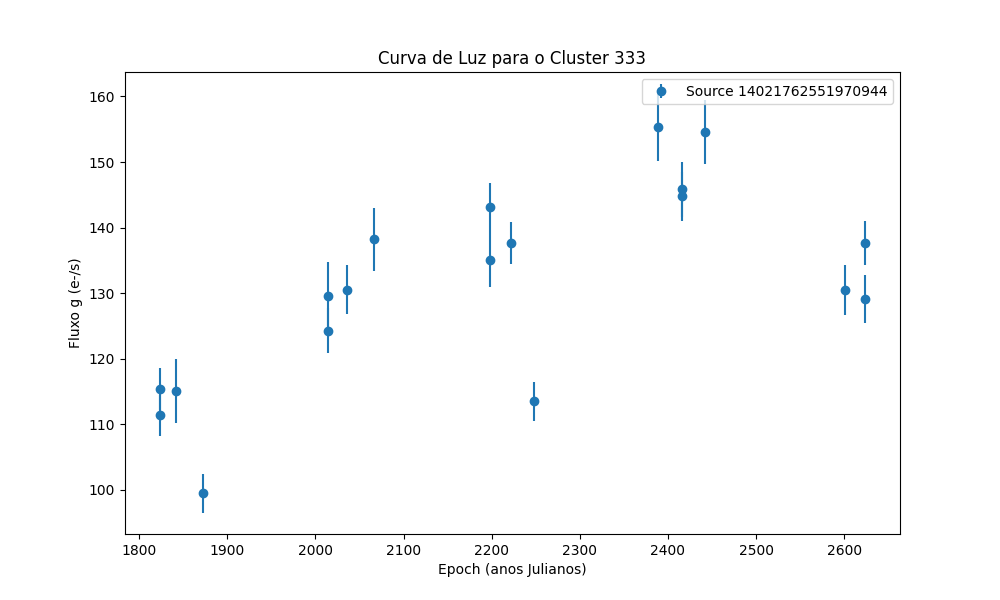 Curva de Luz para o Cluster 333
Source 14021762551970944
Fluxo g (e-/s)
160
150
140
130
120
110
100
1800 1900 2000 2100 2200 2300 2400 2500 2600
Epoch (anos Julianos)